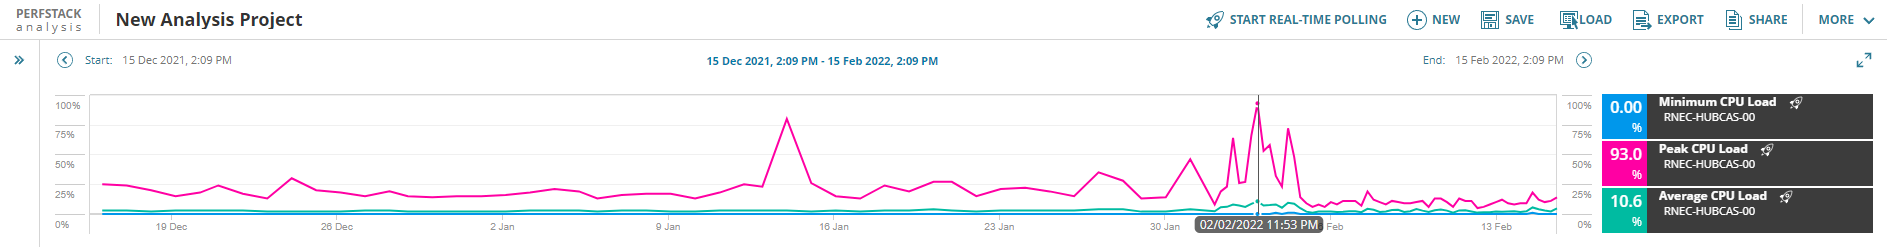 PERFSTACK
analysis
New Analysis Project
START REAL-TIME POLLING
NEW
SAVE
LOAD
EXPORT
SHARE
MORE
Start: 15 Dec 2021, 2:09 PM
15 Dec 2021, 2:09 PM - 15 Feb 2022, 2:09 PM
End: 15 Feb 2022, 2:09 PM
100%
75%
50%
25%
0%
100%
75%
50%
25%
0%
0.00 %
Minimum CPU Load
RNEC-HUBCAS-00
93.0 %
Peak CPU Load
RNEC-HUBCAS-00
10.6 %
Average CPU Load
RNEC-HUBCAS-00
19 Dec
26 Dec
2 Jan
9 Jan
16 Jan
23 Jan
30 Jan
02/02/2022 11:53 PM
Feb
13 Feb